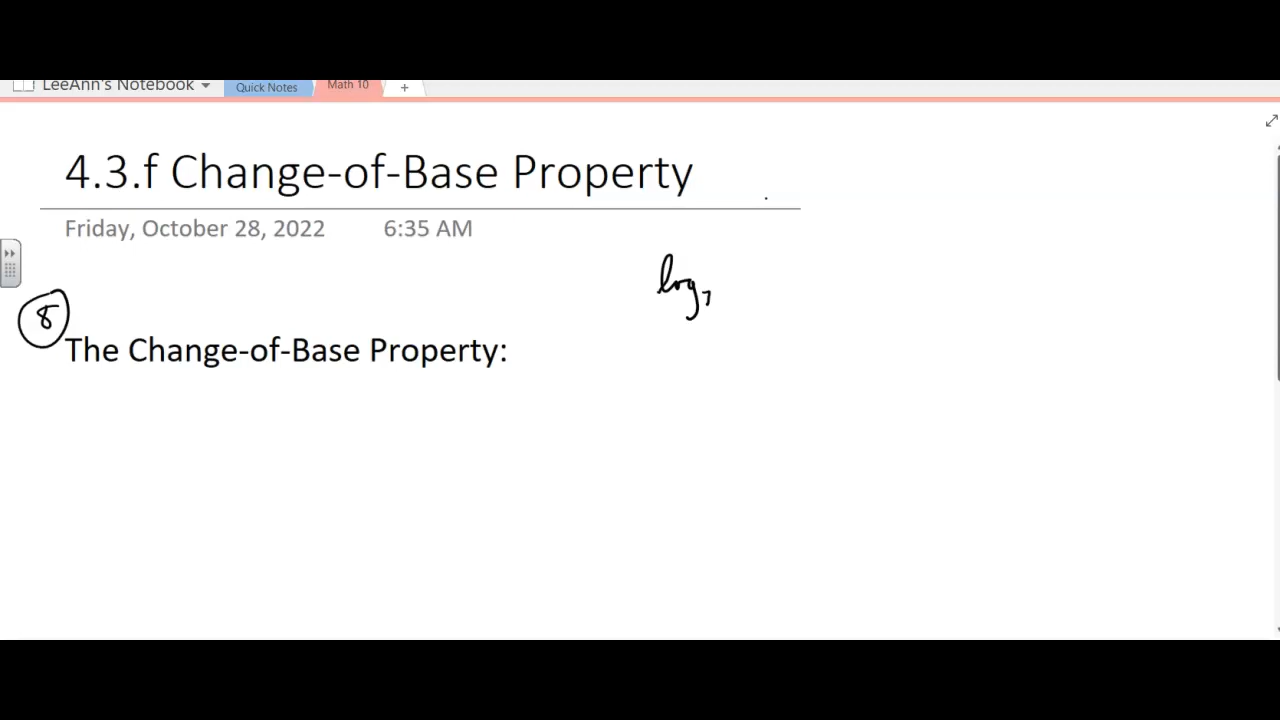 LeeAnn's Notebook Quick Notes Math 10 +
4.3.f Change-of-Base Property
Friday, October 28, 2022 6:35 AM
log₇
8
The Change-of-Base Property: